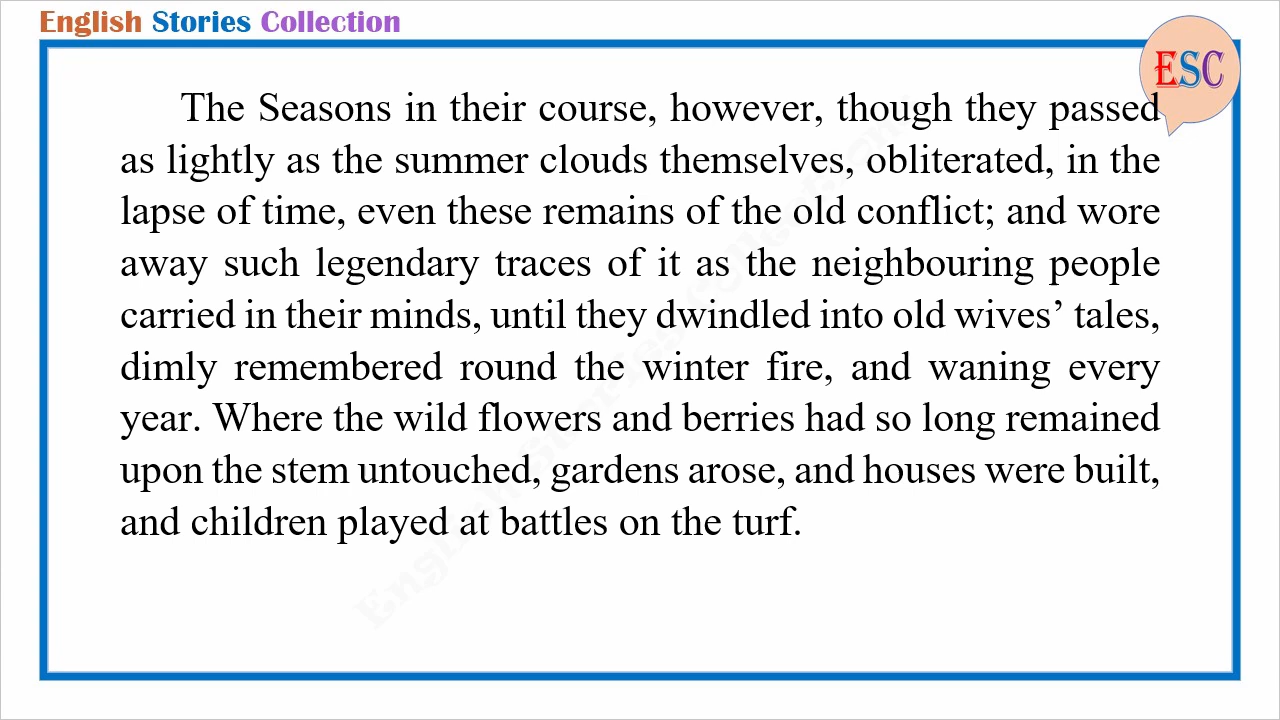 English Stories Collection
ESC
The Seasons in their course, however, though they passed
as lightly as the summer clouds themselves, obliterated, in the
lapse of time, even these remains of the old conflict; and wore
away such legendary traces of it as the neighbouring people
carried in their minds, until they dwindled into old wives’ tales,
dimly remembered round the winter fire, and waning every
year. Where the wild flowers and berries had so long remained
upon the stem untouched, gardens arose, and houses were built,
and children played at battles on the turf.